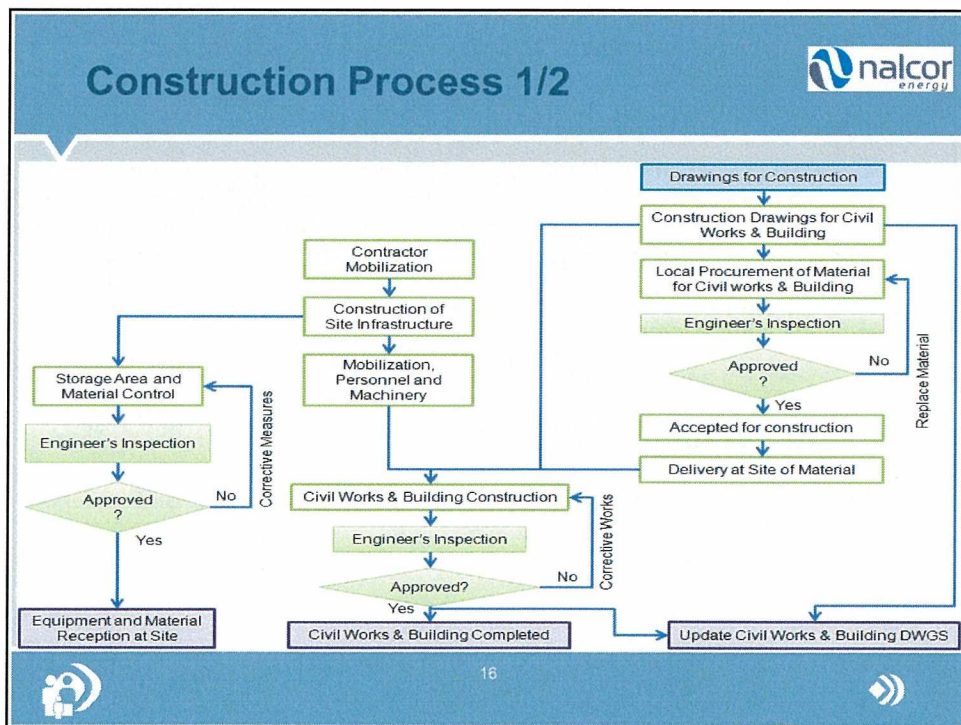 Construction Process 1/2
nalcor
energy
Drawings for Construction
Construction Drawings for Civil
Works & Building
Local Procurement of Material
for Civil works & Building
Engineer's Inspection
Approved
?
No
Replace Material
Yes
Accepted for construction
Delivery at Site of Material
Contractor
Mobilization
Construction of
Site Infrastructure
Mobilization,
Personnel and
Machinery
Storage Area and
Material Control
Engineer's Inspection
Approved
?
No
Corrective Measures
Yes
Equipment and Material
Reception at Site
Civil Works & Building Construction
Engineer's Inspection
Approved?
No
Corrective Works
Yes
Civil Works & Building Completed
Update Civil Works & Building DWGS
16